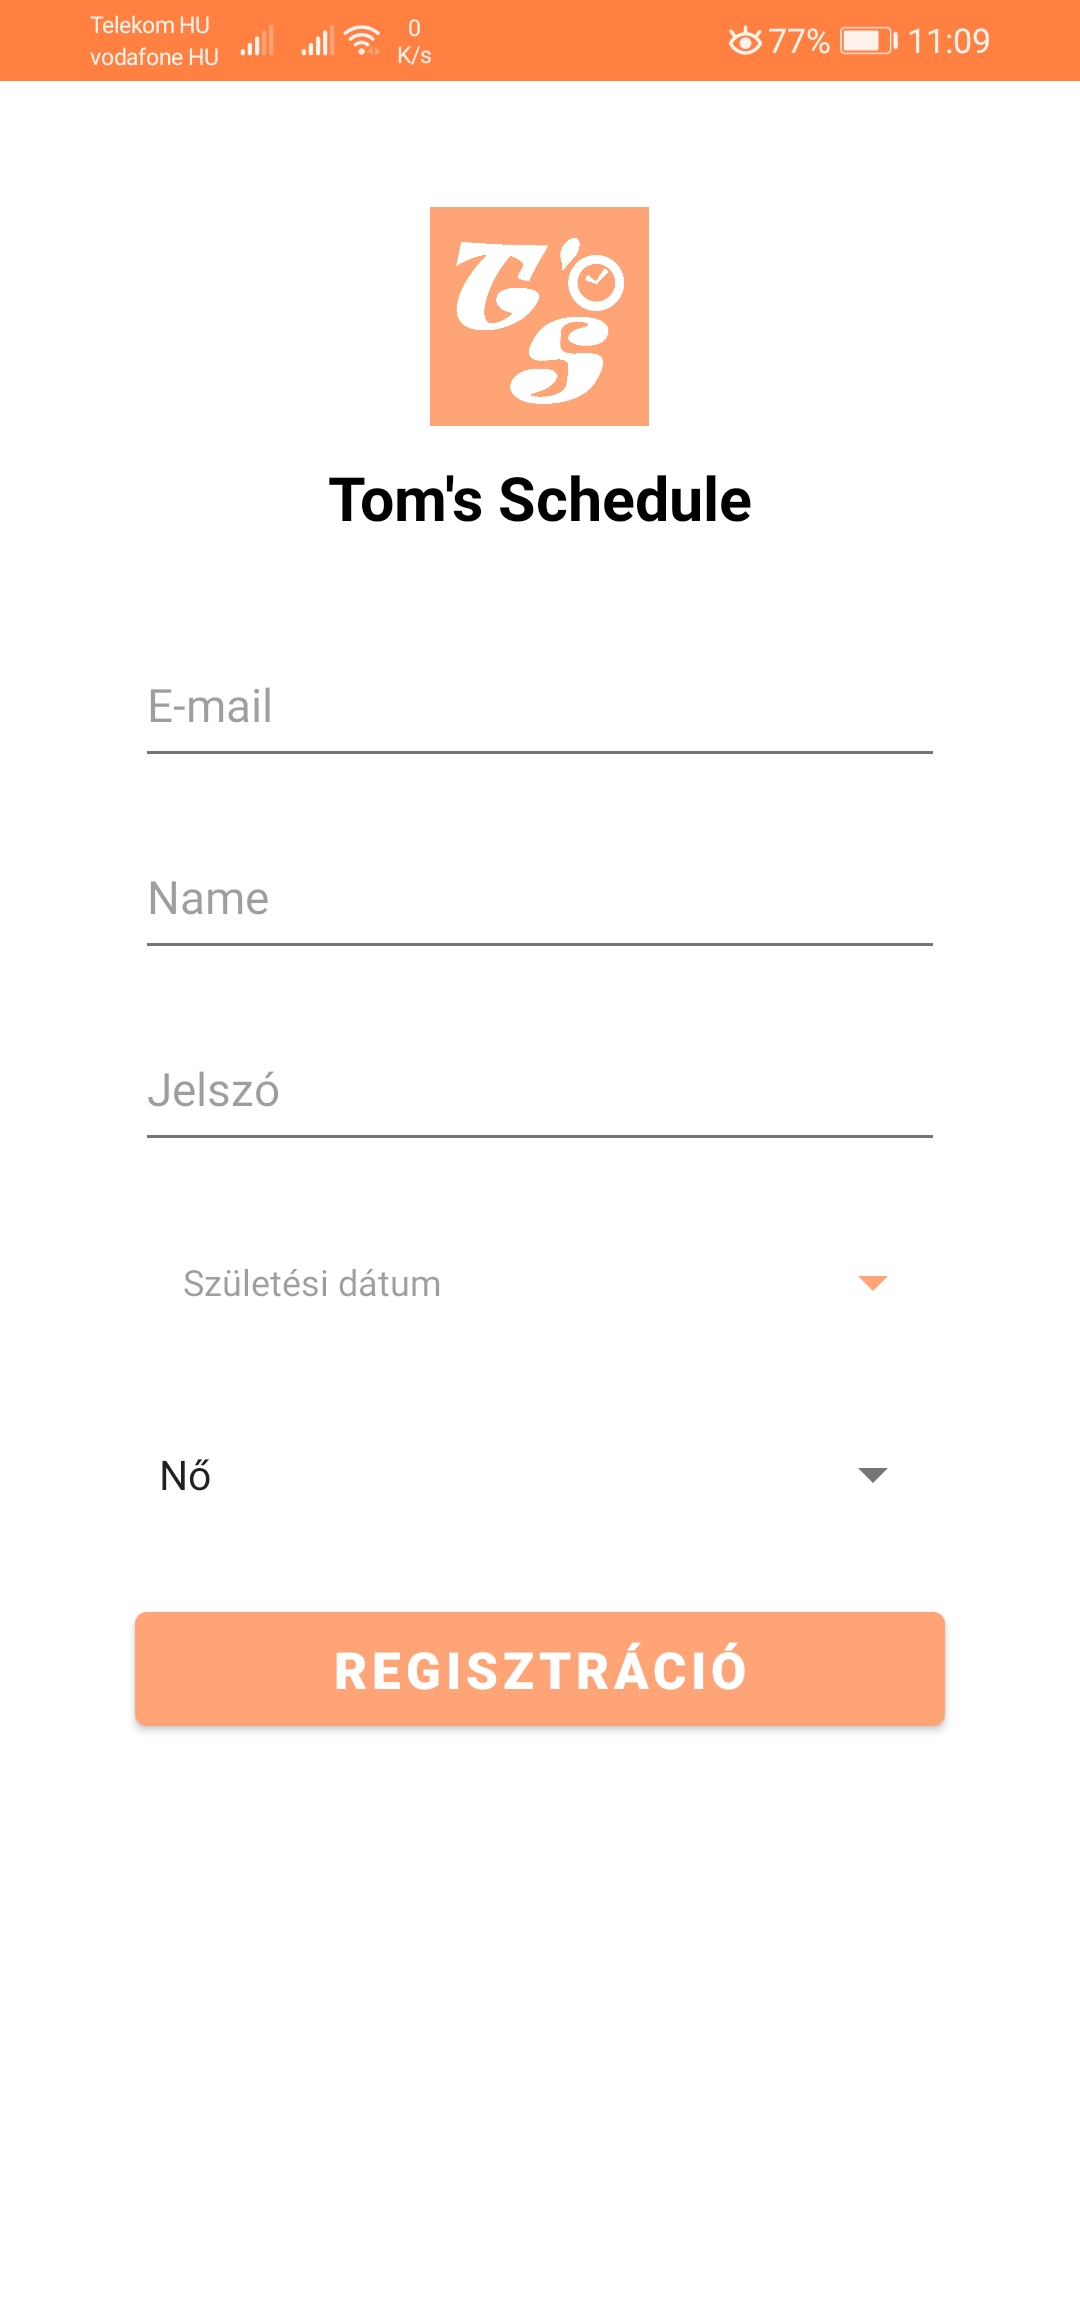 Telekom HU
vodafone HU
0
K/s
77%
11:09
T'S
Tom's Schedule
E-mail
Name
Jelszó
Születési dátum
Nő
REGISZTRÁCIÓ